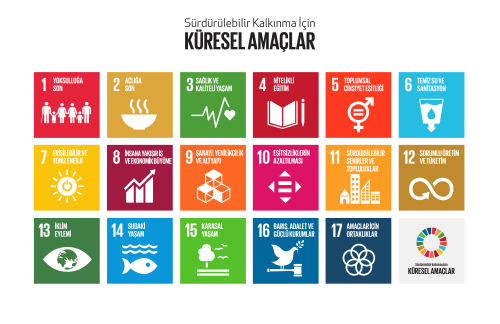 Sürdürülebilir Kalkınma İçin
KÜRESEL AMAÇLAR
1 YOKSULLUĞA
SON
2 AÇLIĞA
SON
3 SAĞLIK VE
KALİTELİ YAŞAM
4 NİTELİKLİ
EĞİTİM
5 TOPLUMSAL
CİNSİYET EŞİTLİĞİ
6 TEMİZ SU VE
SANİTASYON
7 ERİŞİLEBİLİR VE
TEMİZ ENERJİ
8 İNSANA YAKIŞIR İŞ
VE EKONOMİK BÜYÜME
9 SANAYİ, YENİLİKÇİLİK
VE ALTYAPI
10 EŞİTSİZLİKLERİN
AZALTILMASI
11 SÜRDÜRÜLEBİLİR
ŞEHİRLER VE
TOPLULUKLAR
12 SORUMLU ÜRETİM
VE TÜKETİM
13 İKLİM
EYLEMİ
14 SUDAKİ
YAŞAM
15 KARASAL
YAŞAM
16 BARIŞ, ADALET VE
GÜÇLÜ KURUMLAR
17 AMAÇLAR İÇİN
ORTAKLIKLAR
Sürdürülebilir Kalkınma İçin
KÜRESEL AMAÇLAR